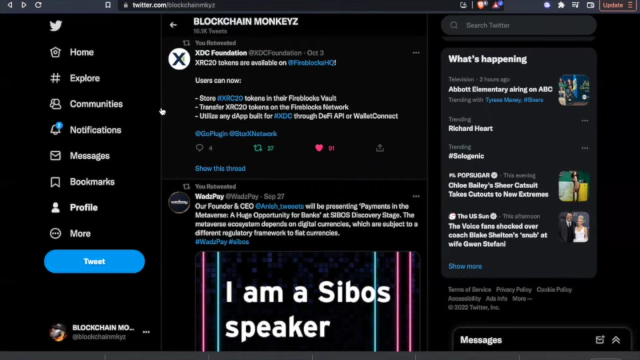 twitter.com/blockchainmkyz
Update
BLOCKCHAIN MONKEYZ
16.1K Tweets
Home
Explore
Communities
Notifications
Messages
Bookmarks
Profile
More
Tweet
BLOCKCHAIN MO...
@blockchainmkyz
You Retweeted
XDC Foundation @XDCFoundation · Oct 3
XRC20 tokens are available on @FireblocksHQ!
Users can now:
- Store #XRC20 tokens in their Fireblocks Vault
- Transfer XRC20 tokens on the Fireblocks Network
- Utilize any dApp built for #XDC through DeFi API or WalletConnect
@GoPlugin @StorXNetwork
4 27 91
Show this thread
You Retweeted
WadzPay @WadzPay · Sep 27
Our Founder & CEO @Anish_tweets will be presenting "Payments in the
Metaverse: A Huge Opportunity for Banks" at SIBOS Discovery Stage. The
metaverse ecosystem depends on digital currencies, which are subject to a
different regulatory framework to fiat currencies.
#WadzPay #sibos
I am a Sibos
speaker
Search Twitter
What's happening
Television · 2 hours ago
Abbott Elementary airing on ABC
Trending with Tyrese Maxey, #Sixers
Trending
Richard Heart
Trending
#Sologenic
POPSUGAR · This evening
Chloe Bailey's Sheer Catsuit
Takes Cutouts to New Extremes
The US Sun · This afternoon
The Voice fans shocked over
coach Blake Shelton's 'snub' at
wife Gwen Stefani
Show more
Terms of Service Privacy Policy Cookie Policy
Accessibility Ads Info More ...
© 2022 Twitter, Inc.
Messages